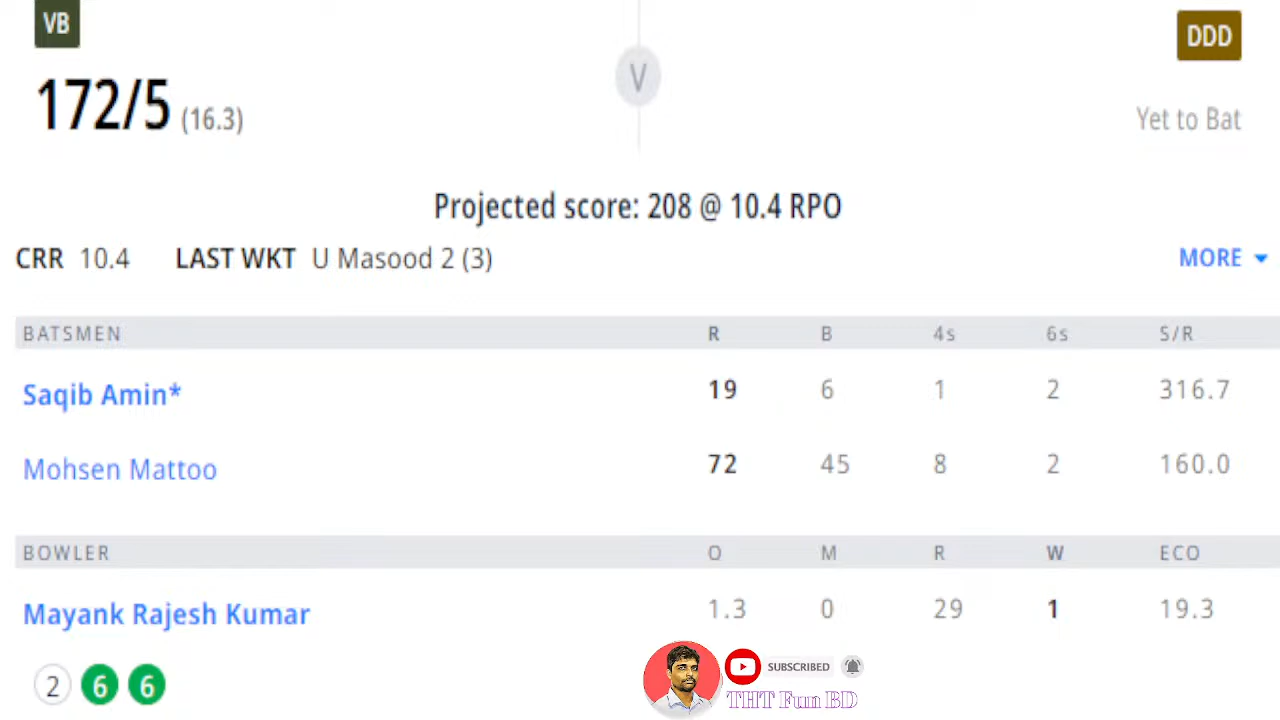 VB
DDD
V
172/5 (16.3)
Yet to Bat
Projected score: 208 @ 10.4 RPO
CRR 10.4 LAST WKT U Masood 2 (3)
MORE
BATSMEN R B 4s 6s S/R
Saqib Amin* 19 6 1 2 316.7
Mohsen Mattoo 72 45 8 2 160.0
BOWLER O M R W ECO
Mayank Rajesh Kumar 1.3 0 29 1 19.3
2 6 6
SUBSCRIBED
THT Fun BD